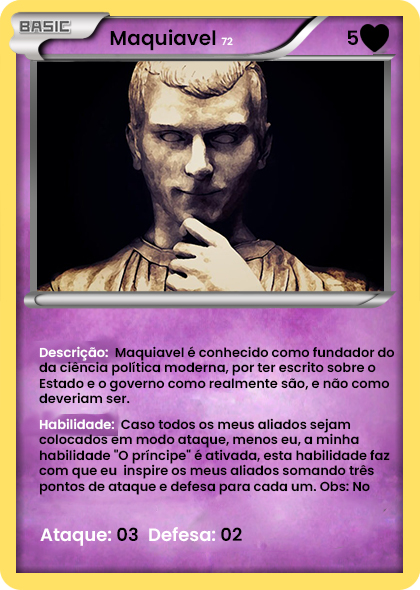 BASIC
Maquiavel 72
5
Descrição: Maquiavel é conhecido como fundador do
da ciência política moderna, por ter escrito sobre o
Estado e o governo como realmente são, e não como
deveriam ser.
Habilidade: Caso todos os meus aliados sejam
colocados em modo ataque, menos eu, a minha
habilidade "O príncipe" é ativada, esta habilidade faz
com que eu inspire os meus aliados somando três
pontos de ataque e defesa para cada um. Obs: No
Ataque: 03 Defesa: 02